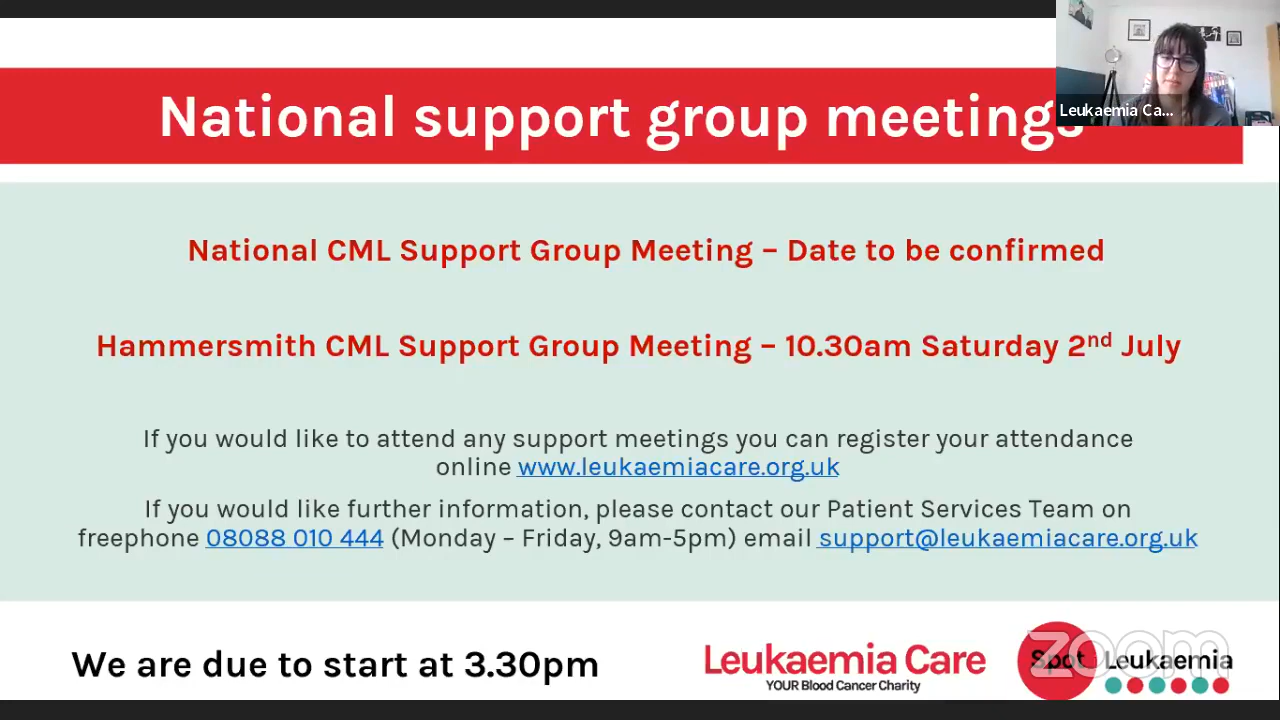 National support group meetings
Leukaemia Ca...
National CML Support Group Meeting – Date to be confirmed
Hammersmith CML Support Group Meeting – 10.30am Saturday 2nd July
If you would like to attend any support meetings you can register your attendance
online www.leukaemiacare.org.uk
If you would like further information, please contact our Patient Services Team on
freephone 08088 010 444 (Monday – Friday, 9am-5pm) email support@leukaemiacare.org.uk
We are due to start at 3.30pm
Leukaemia Care
YOUR Blood Cancer Charity
Spot Leukaemia
zoom